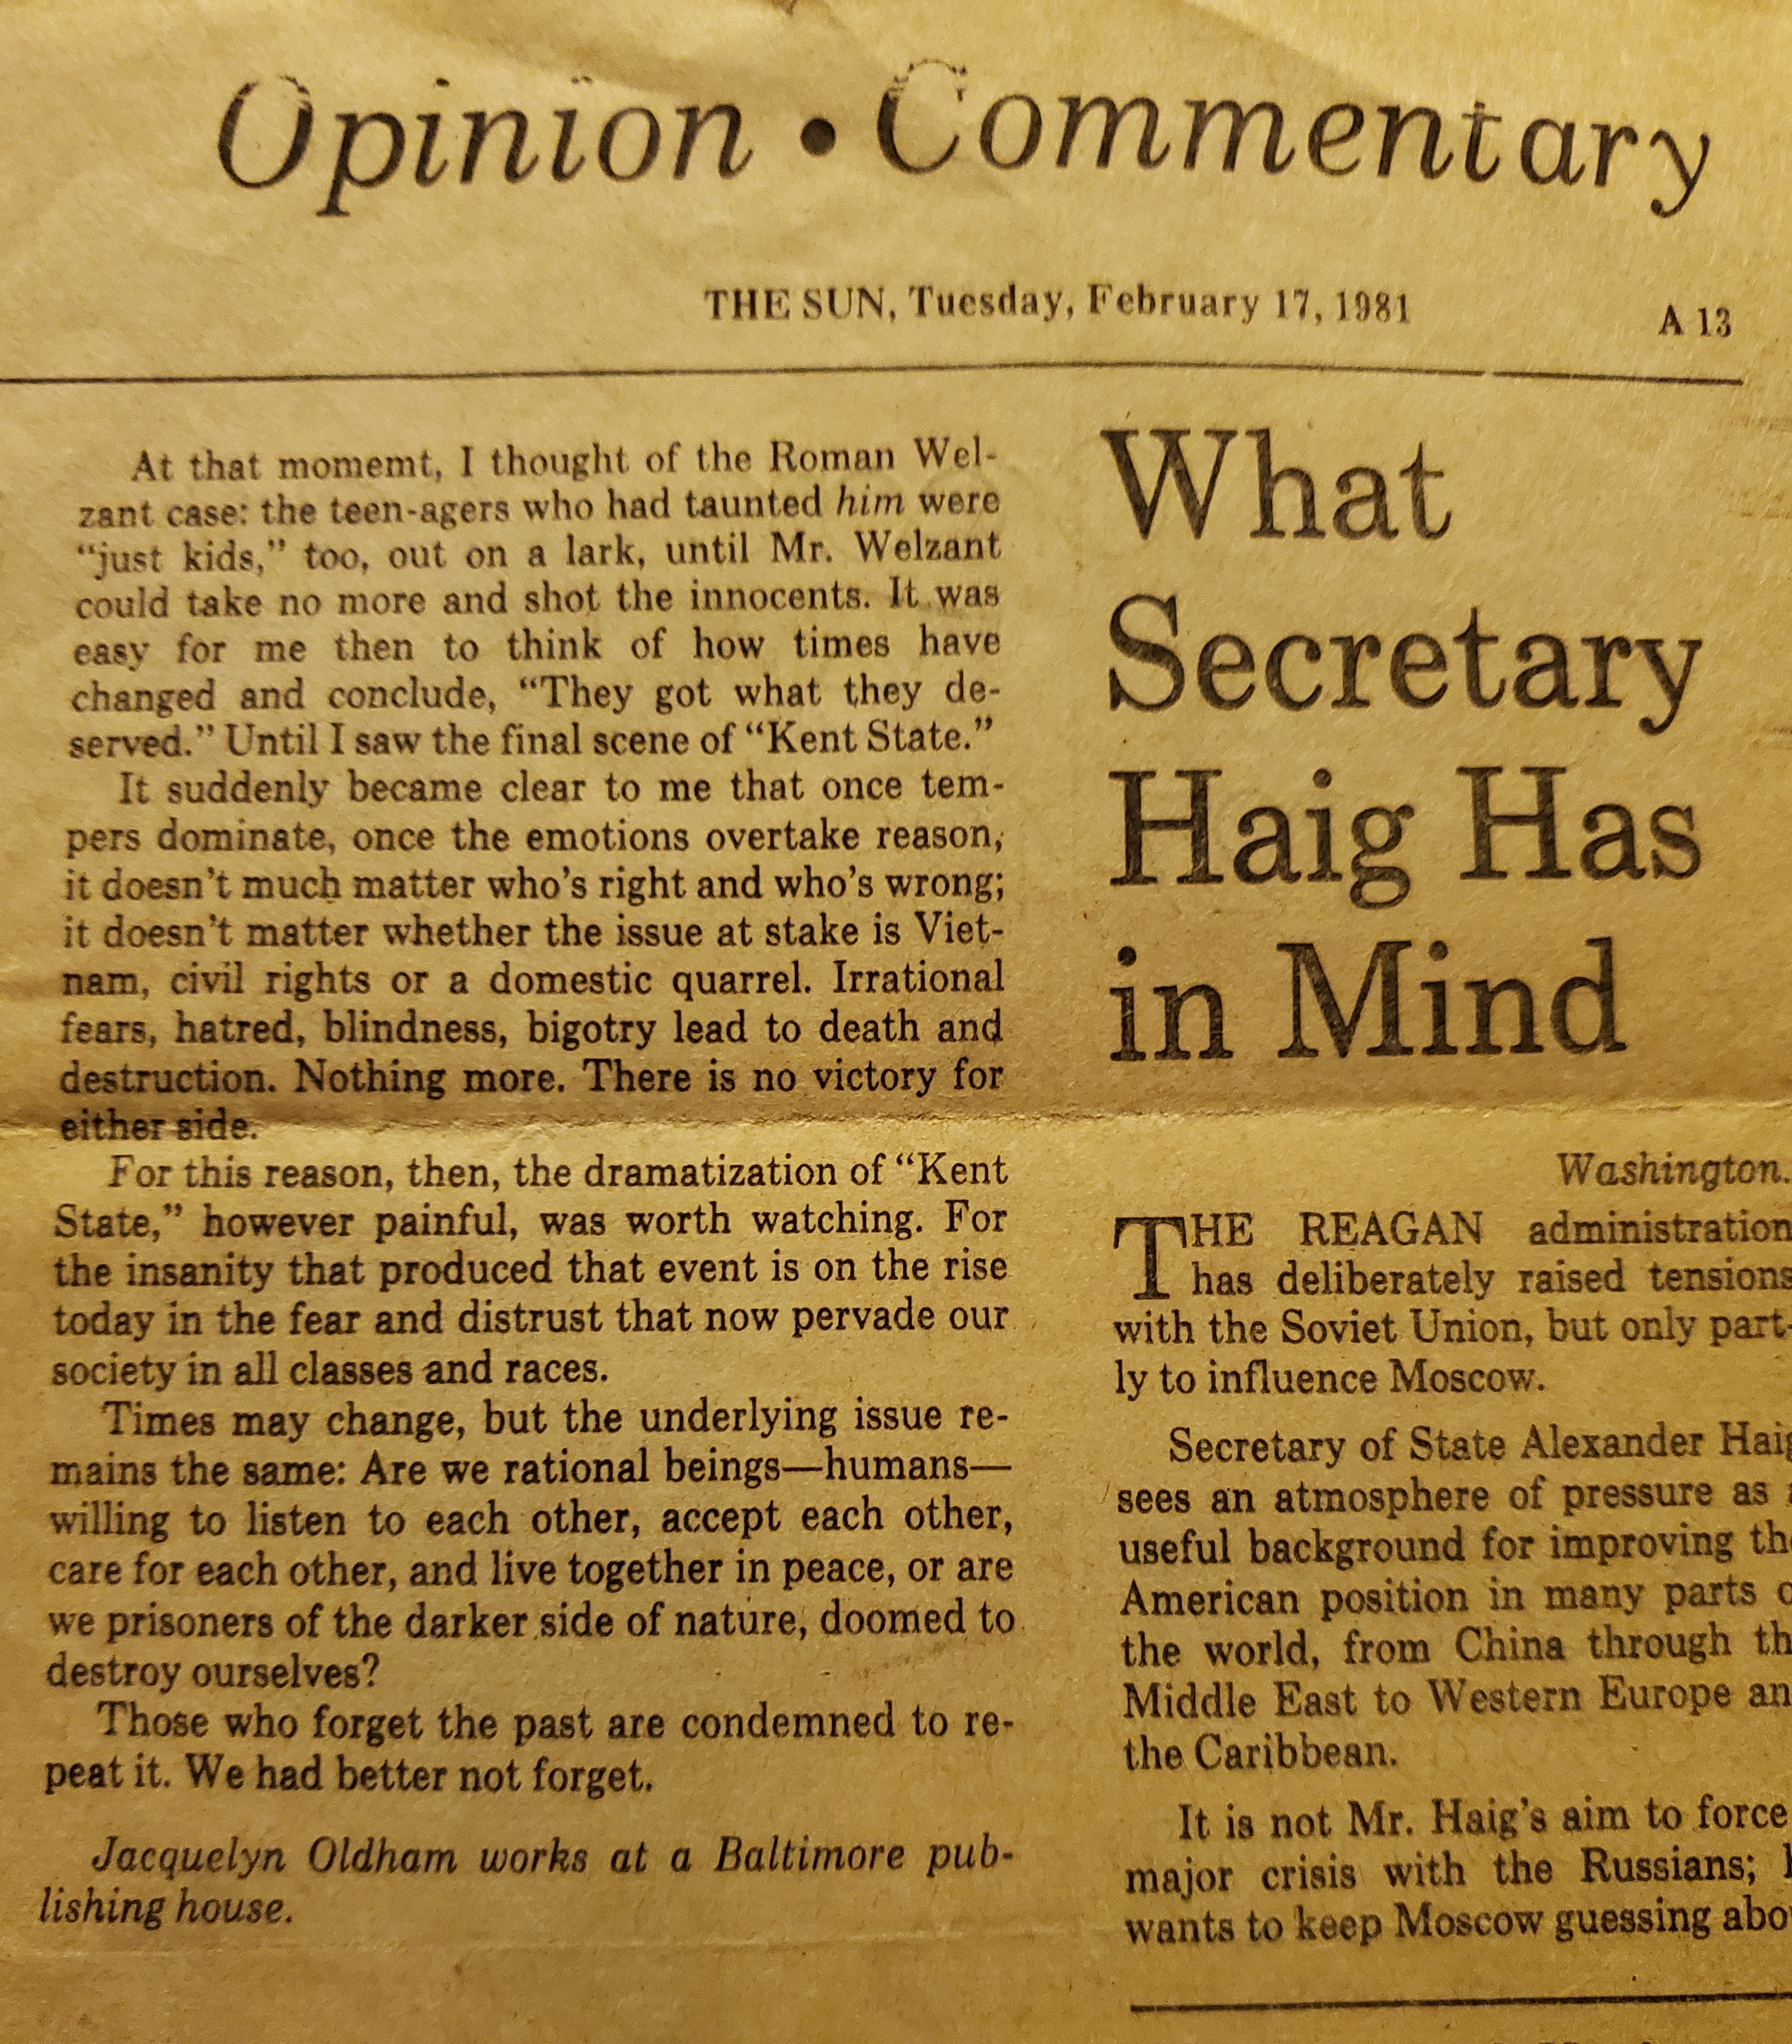 Opinion • Commentary
THE SUN, Tuesday, February 17, 1981
A 13
At that momemt, I thought of the Roman Wel-
zant case: the teen-agers who had taunted him were
“just kids,” too, out on a lark, until Mr. Welzant
could take no more and shot the innocents. It was
easy for me then to think of how times have
changed and conclude, “They got what they de-
served.” Until I saw the final scene of “Kent State.”
It suddenly became clear to me that once tem-
pers dominate, once the emotions overtake reason,
it doesn’t much matter who’s right and who’s wrong;
it doesn’t matter whether the issue at stake is Viet-
nam, civil rights or a domestic quarrel. Irrational
fears, hatred, blindness, bigotry lead to death and
destruction. Nothing more. There is no victory for
either side.
For this reason, then, the dramatization of “Kent
State,” however painful, was worth watching. For
the insanity that produced that event is on the rise
today in the fear and distrust that now pervade our
society in all classes and races.
Times may change, but the underlying issue re-
mains the same: Are we rational beings—humans—
willing to listen to each other, accept each other,
care for each other, and live together in peace, or are
we prisoners of the darker side of nature, doomed to
destroy ourselves?
Those who forget the past are condemned to re-
peat it. We had better not forget.
Jacquelyn Oldham works at a Baltimore pub-
lishing house.
What
Secretary
Haig Has
in Mind
Washington.
THE REAGAN administration
has deliberately raised tensions
with the Soviet Union, but only part-
ly to influence Moscow.
Secretary of State Alexander Haig
sees an atmosphere of pressure as
useful background for improving
American position in many parts
the world, from China through
Middle East to Western Europe
the Caribbean.
It is not Mr. Haig’s aim to force
major crisis with the Russians;
wants to keep Moscow guessing